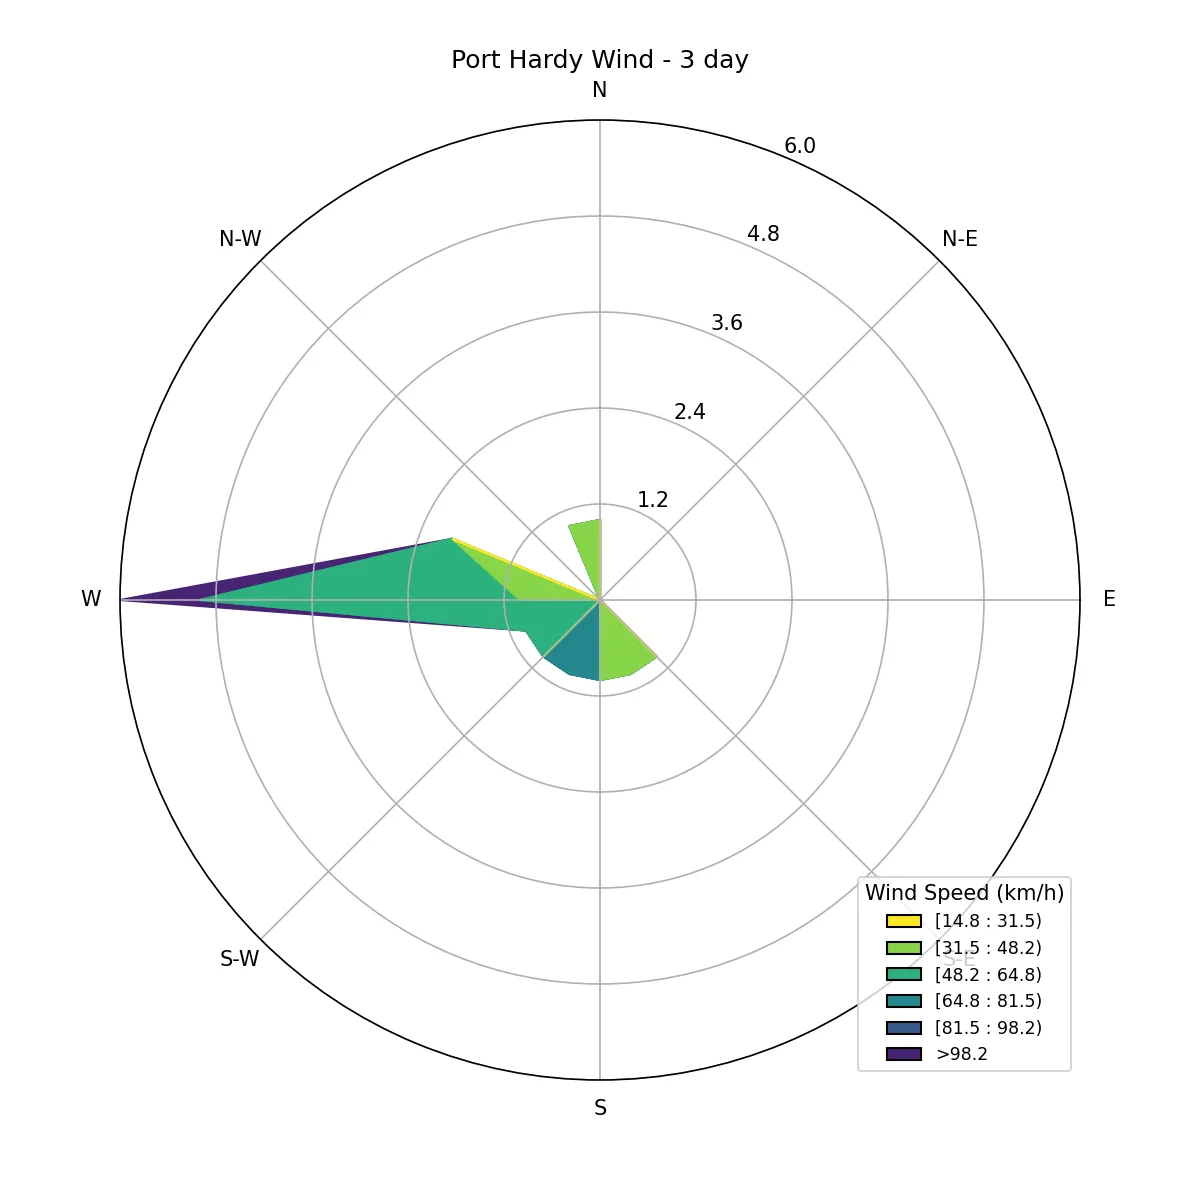 Port Hardy Wind - 3 day
N
6.0
N-W
N-E
4.8
3.6
2.4
1.2
W
E
S-W
S-E
S
Wind Speed (km/h)
[14.8 : 31.5)
[31.5 : 48.2)
[48.2 : 64.8)
[64.8 : 81.5)
[81.5 : 98.2)
>98.2